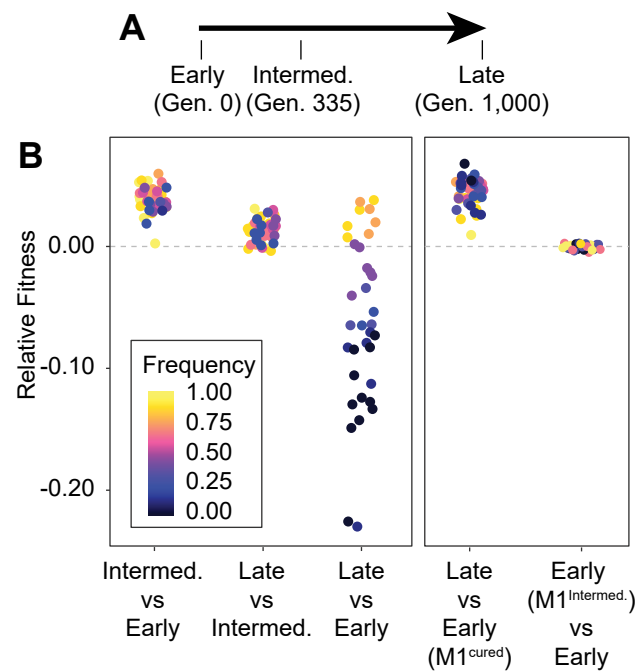 A
Early
(Gen. 0)
Intermed.
(Gen. 335)
Late
(Gen. 1,000)
B
Relative Fitness
0.00
-0.10
-0.20
Frequency
1.00
0.75
0.50
0.25
0.00
Intermed.
vs
Early
Late
vs
Intermed.
Late
vs
Early
Late
vs
Early
(M1cured)
Early
(M1Intermed.)
vs
Early